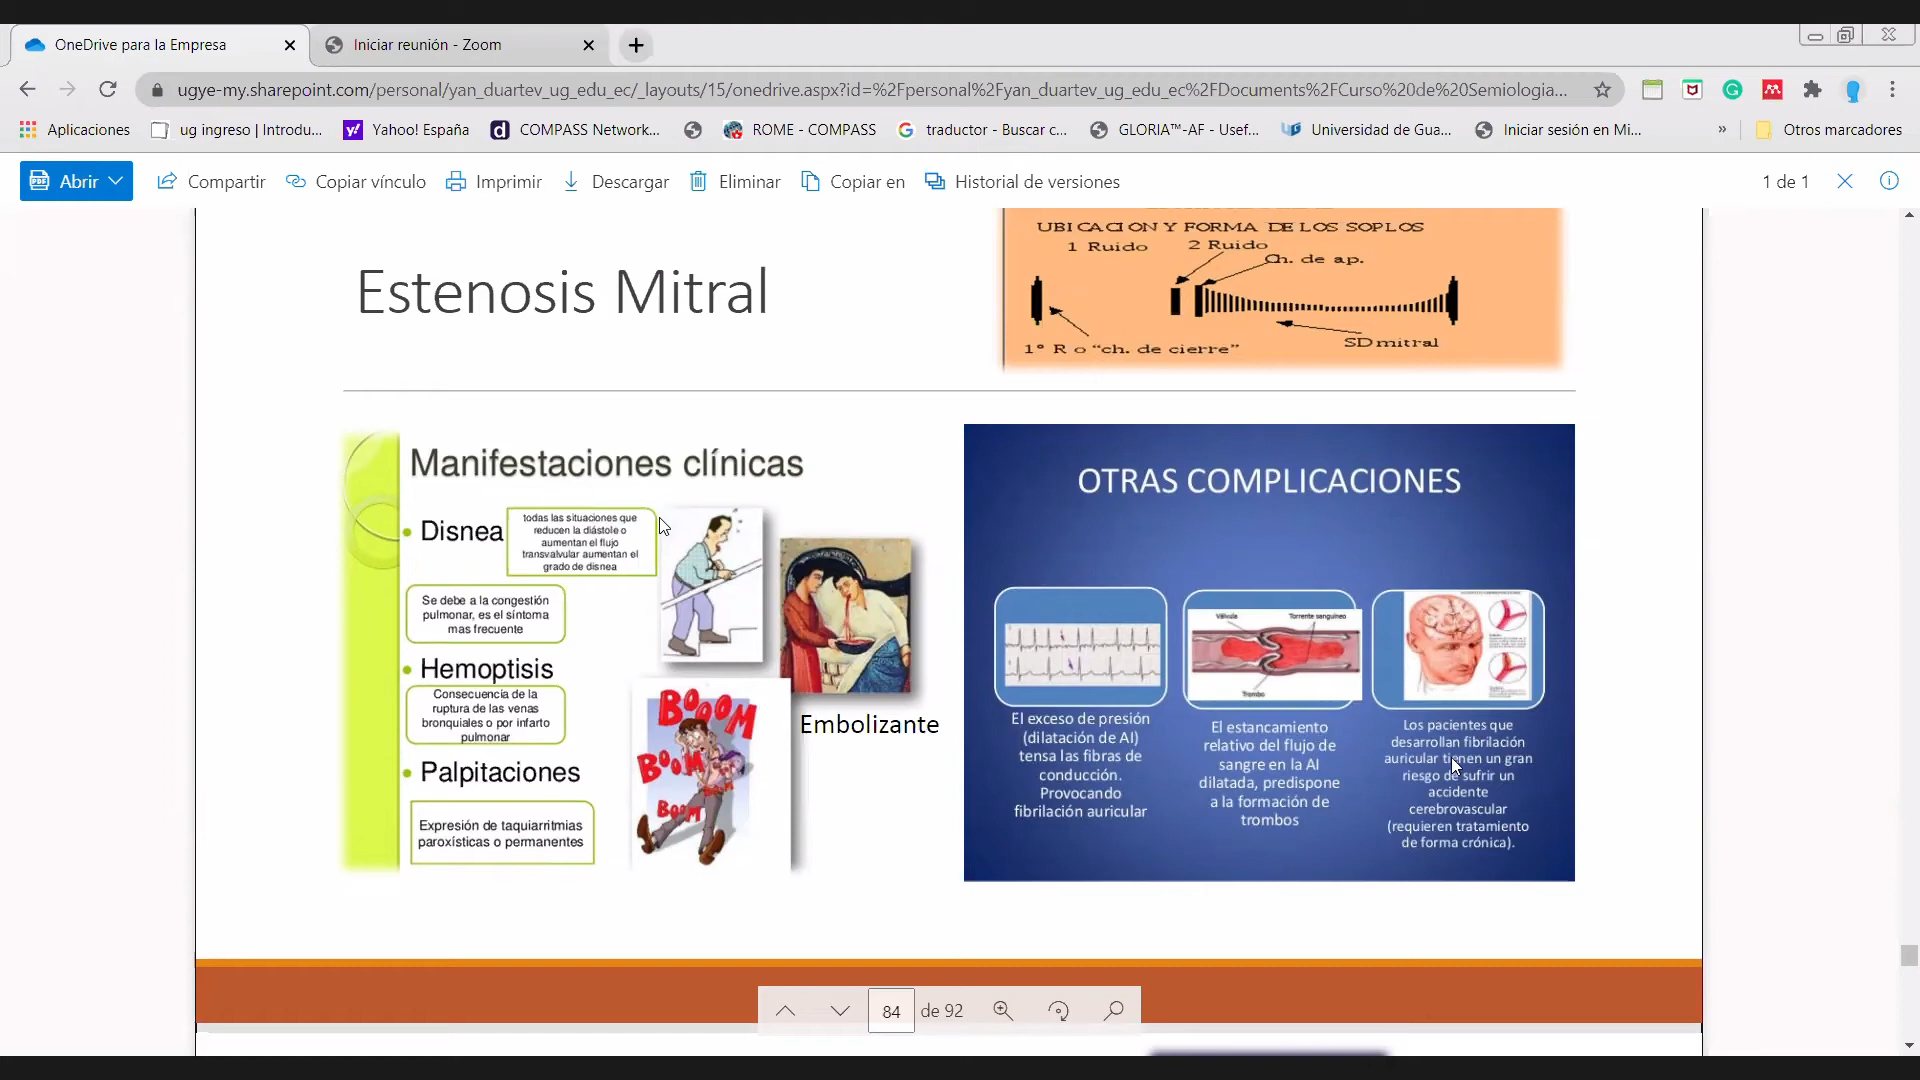 OneDrive para la Empresa
Iniciar reunión - Zoom
ugye-my.sharepoint.com/personal/yan_duartev_ug_edu_ec/_layouts/15/onedrive.aspx?id=%2Fpersonal%2Fyan_duartev_ug_edu_ec%2FDocuments%2FCurso%20de%20Semiologia...
Aplicaciones
ug ingreso | Introdu...
Yahoo! España
COMPASS Network...
ROME - COMPASS
traductor - Buscar c...
GLORIA™-AF - Usef...
Universidad de Gua...
Iniciar sesión en Mi...
»
Otros marcadores
Abrir
Compartir
Copiar vínculo
Imprimir
Descargar
Eliminar
Copiar en
Historial de versiones
1 de 1
Estenosis Mitral
UBICACION Y FORMA DE LOS SOPLOS
1 Ruido
2 Ruido
Ch. de ap.
1° R o "ch. de cierre"
SD mitral
Manifestaciones clínicas
• Disnea
todas las situaciones que
reducen la diástole o
aumentan el flujo
transvalvular aumentan el
grado de disnea
Se debe a la congestión
pulmonar, es el síntoma
mas frecuente
• Hemoptisis
Consecuencia de la
ruptura de las venas
bronquiales o por infarto
pulmonar
• Palpitaciones
Expresión de taquiarritmias
paroxísticas o permanentes
BOOOM
BOOM
BOOM
Embolizante
OTRAS COMPLICACIONES
El exceso de presión
(dilatación de AI)
tensa las fibras de
conducción.
Provocando
fibrilación auricular
Válvula
Torrente sanguíneo
Trombo
El estancamiento
relativo del flujo de
sangre en la AI
dilatada, predispone
a la formación de
trombos
Los pacientes que
desarrollan fibrilación
auricular tienen un gran
riesgo de sufrir un
accidente
cerebrovascular
(requieren tratamiento
de forma crónica).
84 de 92